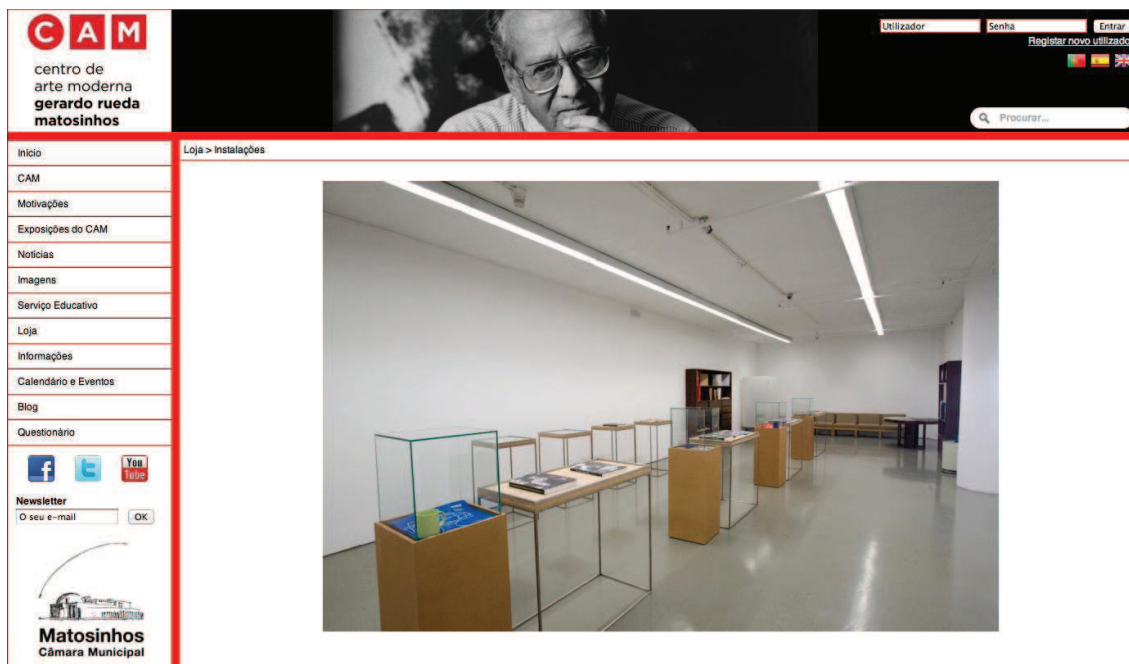 CAM
centro de
arte moderna
gerardo rueda
matosinhos
Utilizador
Senha
Entrar
Registar novo utilizado
Procurar...
Início
CAM
Motivações
Exposições do CAM
Notícias
Imagens
Serviço Educativo
Loja
Informações
Calendário e Eventos
Blog
Questionário
You
Tube
Newsletter
O seu e-mail
OK
Matosinhos
Câmara Municipal
Loja > Instalações